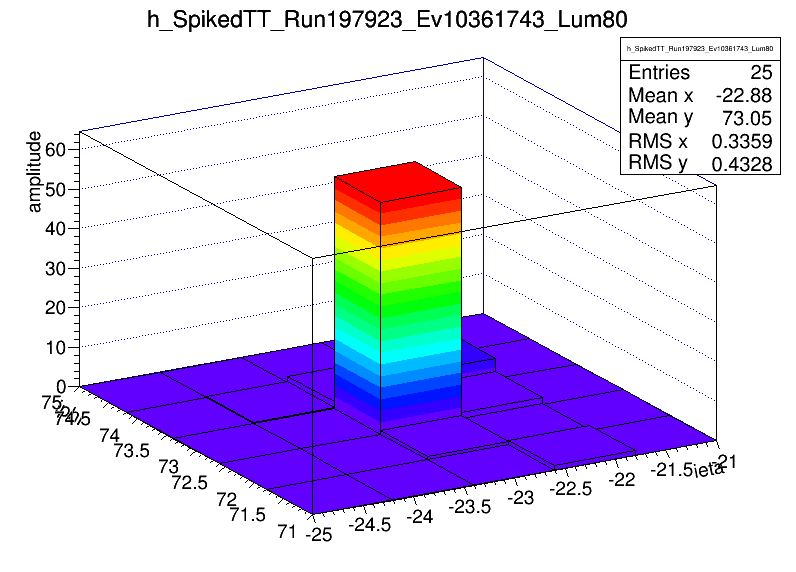 h_SpikedTT_Run197923_Ev10361743_Lum80
h_SpikedTT_Run197923_Ev10361743_Lum80
Entries 25
Mean x -22.88
Mean y 73.05
RMS x 0.3359
RMS y 0.4328
amplitude
60
50
40
30
20
10
0
75
74.5
74
73.5
73
72.5
72
71.5
71
-25
-24.5
-24
-23.5
-23
-22.5
-22
-21.5
-21
ieta